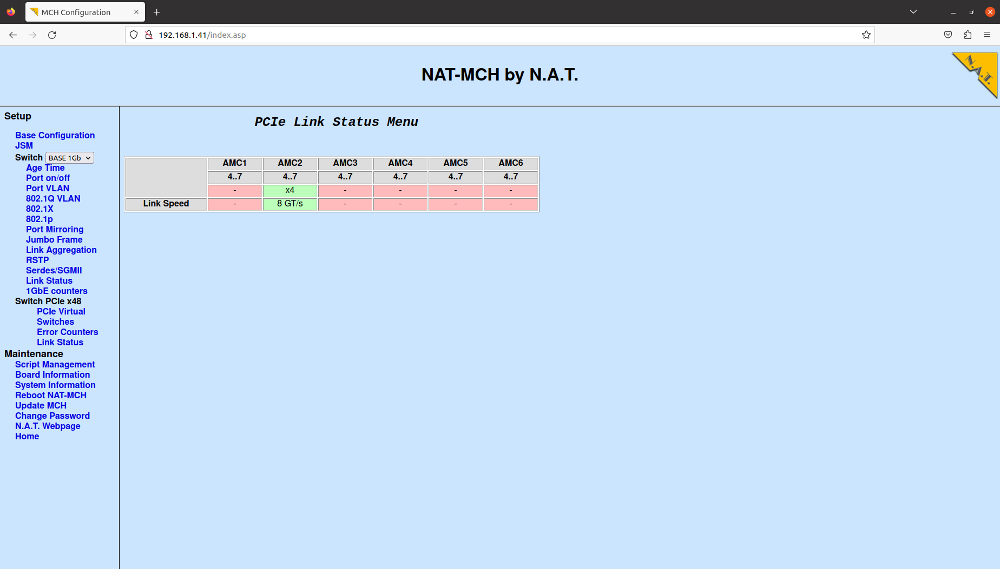 MCH Configuration
192.168.1.41/index.asp
NAT-MCH by N.A.T.
N.A.T.
Setup
Base Configuration
JSM
Switch BASE 1Gb
Age Time
Port on/off
Port VLAN
802.1Q VLAN
802.1X
802.1p
Port Mirroring
Jumbo Frame
Link Aggregation
RSTP
Serdes/SGMII
Link Status
1GbE counters
Switch PCIe x48
PCIe Virtual
Switches
Error Counters
Link Status
Maintenance
Script Management
Board Information
System Information
Reboot NAT-MCH
Update MCH
Change Password
N.A.T. Webpage
Home
PCIe Link Status Menu
AMC1 AMC2 AMC3 AMC4 AMC5 AMC6
4..7 4..7 4..7 4..7 4..7 4..7
- x4 - - - -
Link Speed - 8 GT/s - - - -